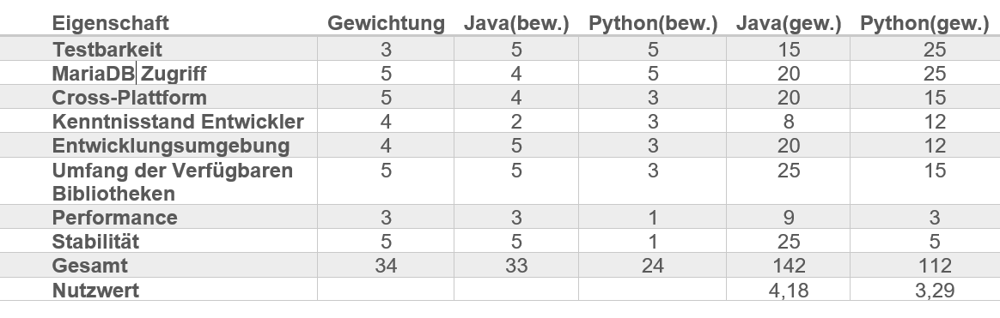 Eigenschaft Gewichtung Java(bew.) Python(bew.) Java(gew.) Python(gew.)
Testbarkeit 3 5 5 15 25
MariaDB Zugriff 5 4 5 20 25
Cross-Plattform 5 4 3 20 15
Kenntnisstand Entwickler 4 2 3 8 12
Entwicklungsumgebung 4 5 3 20 12
Umfang der Verfügbaren 5 5 3 25 15
Bibliotheken
Performance 3 3 1 9 3
Stabilität 5 5 1 25 5
Gesamt 34 33 24 142 112
Nutzwert 4,18 3,29